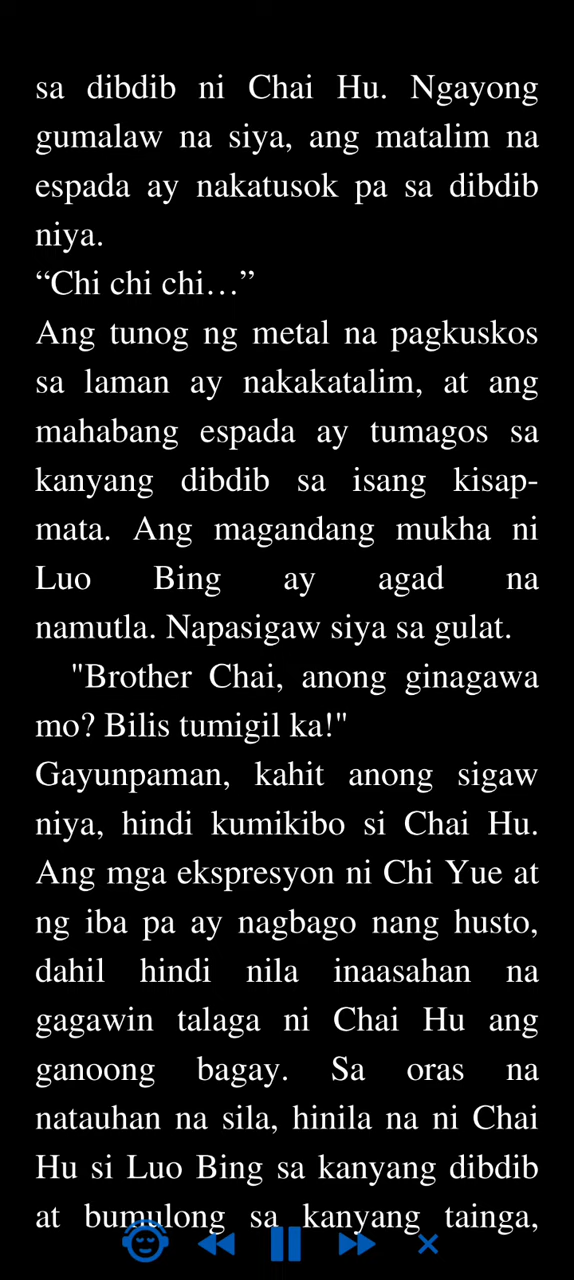 sa dibdib ni Chai Hu. Ngayong
gumalaw na siya, ang matalim na
espada ay nakatusok pa sa dibdib
niya.
“Chi chi chi…”
Ang tunog ng metal na pagkuskos
sa laman ay nakakatalim, at ang
mahabang espada ay tumagos sa
kanyang dibdib sa isang kisap-
mata. Ang magandang mukha ni
Luo Bing ay agad na
namutla. Napasigaw siya sa gulat.
"Brother Chai, anong ginagawa
mo? Bilis tumigil ka!"
Gayunpaman, kahit anong sigaw
niya, hindi kumikibo si Chai Hu.
Ang mga ekspresyon ni Chi Yue at
ng iba pa ay nagbago nang husto,
dahil hindi nila inaasahan na
gagawin talaga ni Chai Hu ang
ganoong bagay. Sa oras na
natauhan na sila, hinila na ni Chai
Hu si Luo Bing sa kanyang dibdib
at bumulong sa kanyang tainga,